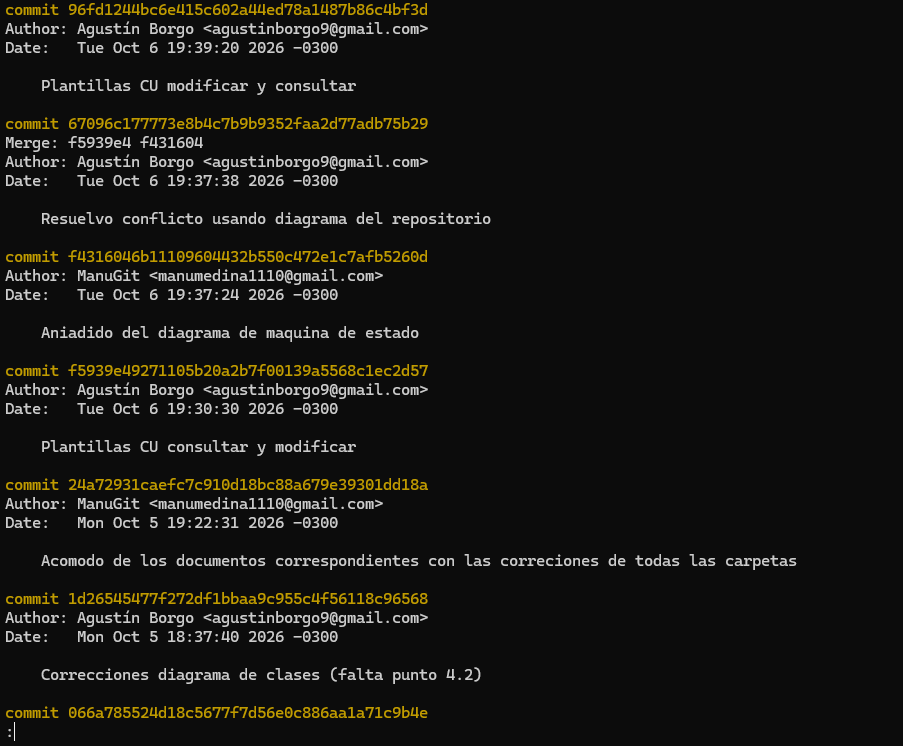 commit 96fd1244bc6e415c602a44ed78a1487b86c4bf3d
Author: Agustín Borgo <agustinborgo9@gmail.com>
Date:   Tue Oct 6 19:39:20 2026 -0300
    Plantillas CU modificar y consultar
commit 67096c177773e8b4c7b9b9352faa2d77adb75b29
Merge: f5939e4 f431604
Author: Agustín Borgo <agustinborgo9@gmail.com>
Date:   Tue Oct 6 19:37:38 2026 -0300
    Resuelvo conflicto usando diagrama del repositorio
commit f4316046b11109604432b550c472e1c7afb5260d
Author: ManuGit <manumedina1110@gmail.com>
Date:   Tue Oct 6 19:37:24 2026 -0300
    Aniadido del diagrama de maquina de estado
commit f5939e49271105b20a2b7f00139a5568c1ec2d57
Author: Agustín Borgo <agustinborgo9@gmail.com>
Date:   Tue Oct 6 19:30:30 2026 -0300
    Plantillas CU consultar y modificar
commit 24a72931caefc7c910d18bc88a679e39301dd18a
Author: ManuGit <manumedina1110@gmail.com>
Date:   Mon Oct 5 19:22:31 2026 -0300
    Acomodo de los documentos correspondientes con las correciones de todas las carpetas
commit 1d26545477f272df1bbaa9c955c4f56118c96568
Author: Agustín Borgo <agustinborgo9@gmail.com>
Date:   Mon Oct 5 18:37:40 2026 -0300
    Correcciones diagrama de clases (falta punto 4.2)
commit 066a785524d18c5677f7d56e0c886aa1a71c9b4e
: